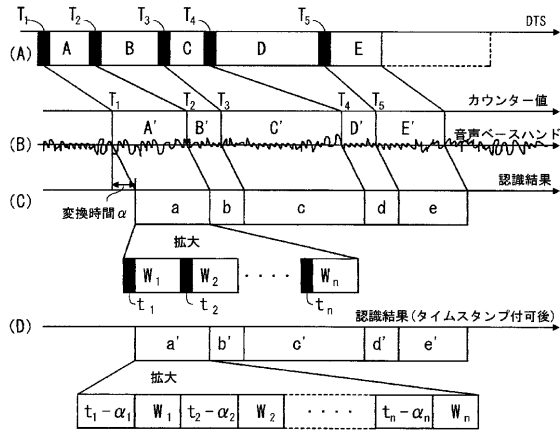 T1 T2 T3 T4 T5 DTS
(A) A B C D E
T1 T2 T3 T4 T5 カウンター値
A' B' C' D' E'
(B) 音声ベースハンド
認識結果
(C) a b c d e
変換時間α
拡大
W1 W2 ・・・・ Wn
t1 t2 tn
認識結果(タイムスタンプ付可後)
(D) a' b' c' d' e'
拡大
t1-α1 W1 t2-α2 W2 ・・・・ tn-αn Wn